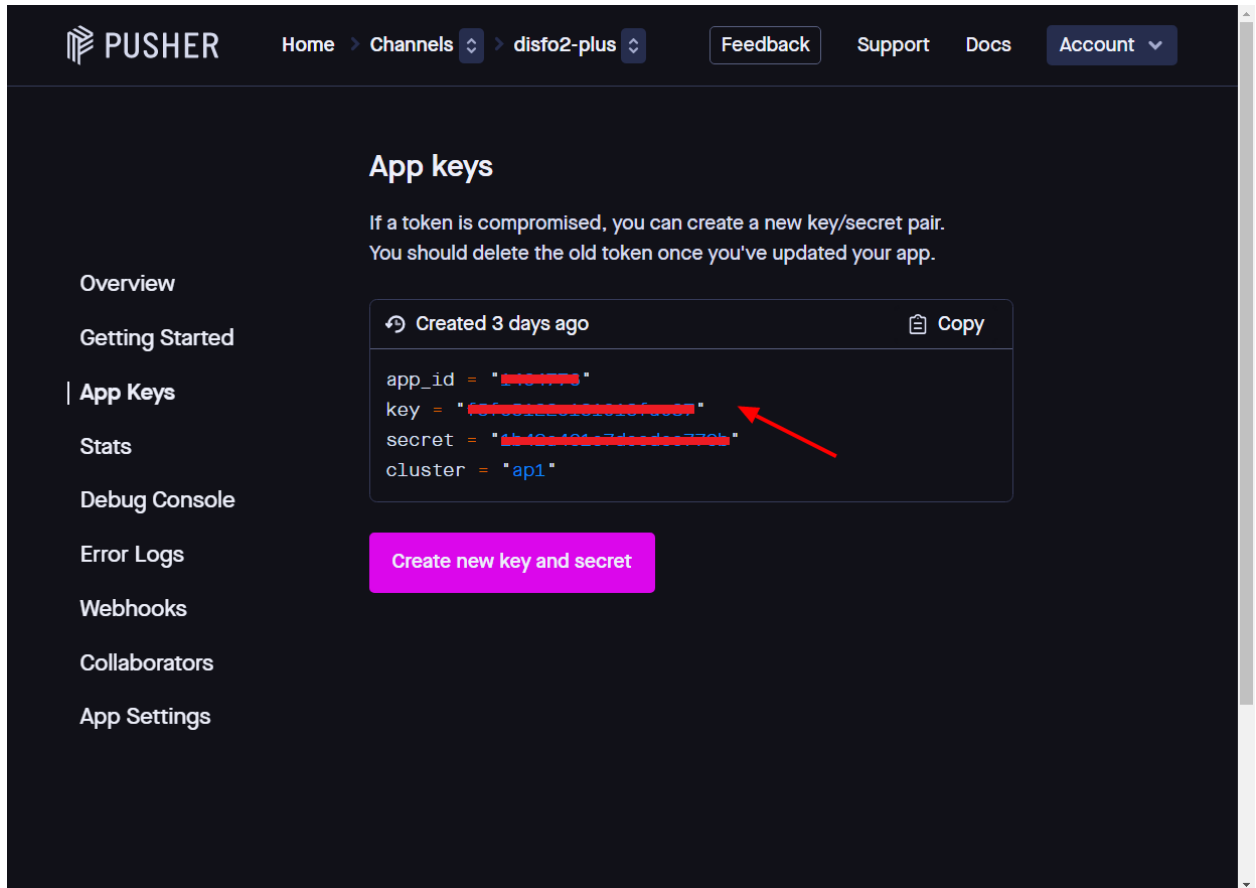 PUSHER Home Channels disfo2-plus Feedback Support Docs Account
App keys
If a token is compromised, you can create a new key/secret pair.
You should delete the old token once you've updated your app.
Overview
Getting Started
App Keys
Stats
Debug Console
Error Logs
Webhooks
Collaborators
App Settings
Created 3 days ago Copy
app_id = " "
key = " "
secret = " "
cluster = "ap1"
Create new key and secret